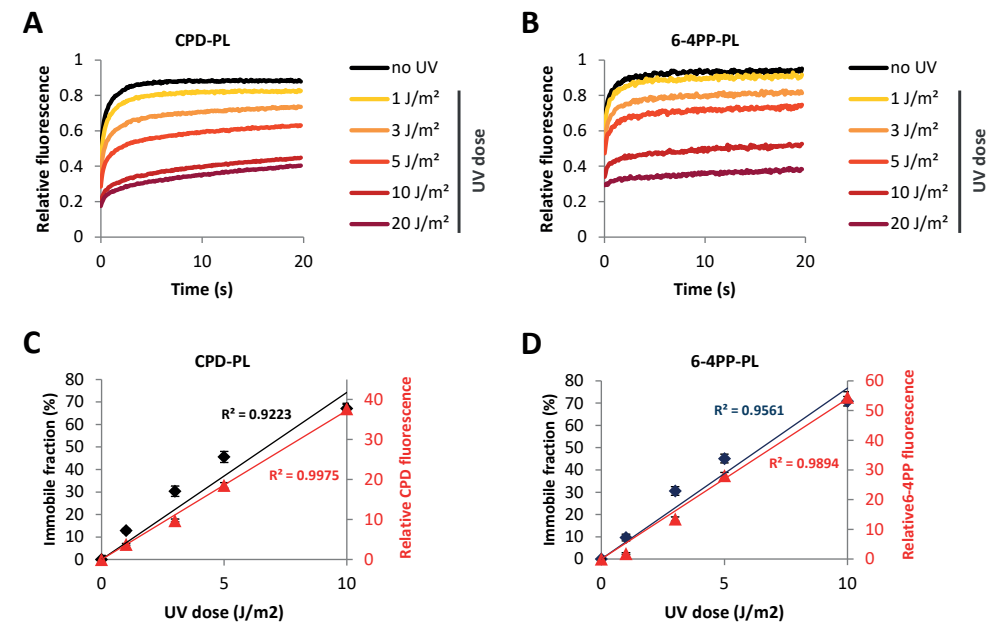 A
CPD-PL
Relative fluorescence
1
0.8
0.6
0.4
0.2
0
0 10 20
Time (s)
no UV
1 J/m²
3 J/m²
5 J/m²
10 J/m²
20 J/m²
UV dose
B
6-4PP-PL
Relative fluorescence
1
0.8
0.6
0.4
0.2
0
0 10 20
Time (s)
no UV
1 J/m²
3 J/m²
5 J/m²
10 J/m²
20 J/m²
UV dose
C
CPD-PL
Immobile fraction (%)
80
70
60
50
40
30
20
10
0
0 5 10
UV dose (J/m2)
R² = 0.9223
R² = 0.9975
40
30
20
10
0
Relative CPD fluorescence
D
6-4PP-PL
Immobile fraction (%)
80
70
60
50
40
30
20
10
0
0 5 10
UV dose (J/m2)
R² = 0.9561
R² = 0.9894
60
50
40
30
20
10
0
Relative6-4PP fluorescence